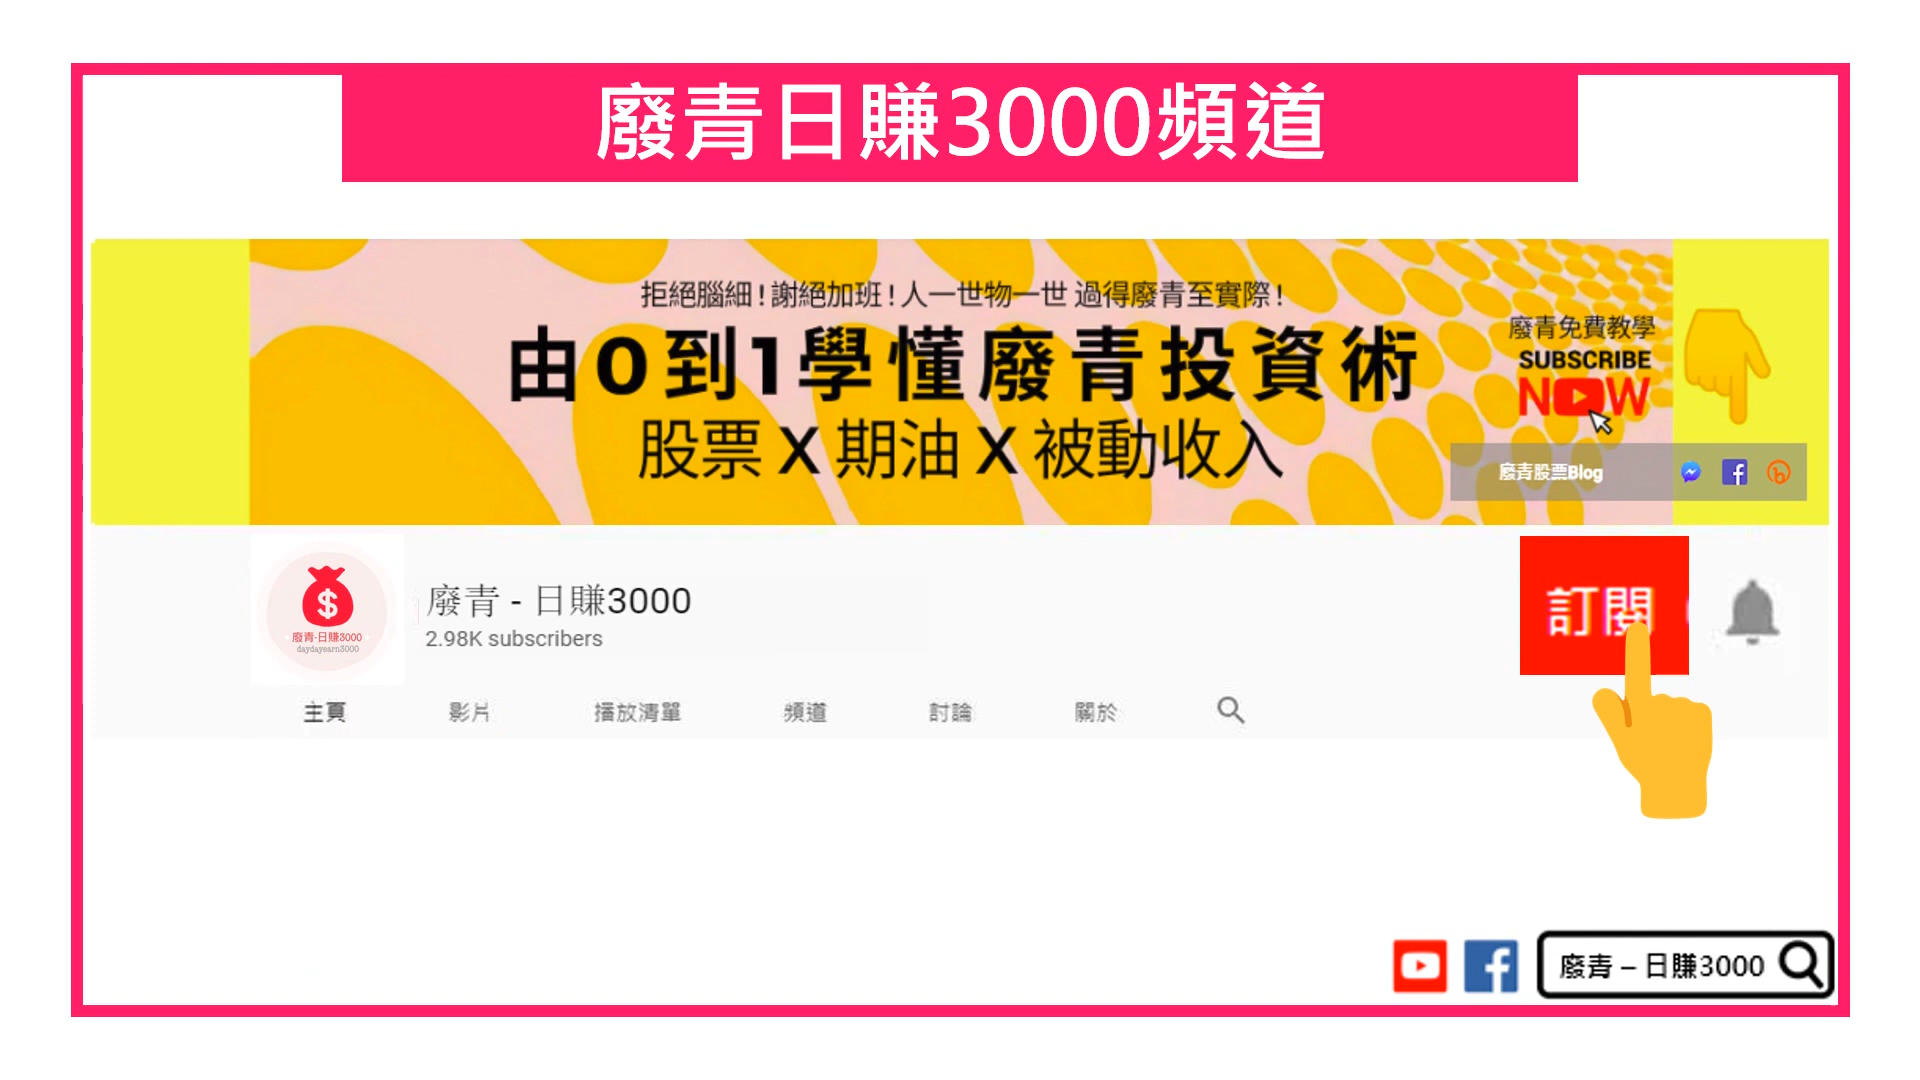 廢青日賺3000頻道
拒絕腦細!謝絕加班!人一世物一世 過得廢青至實際!
由0到1學懂廢青投資術
股票 X 期油 X 被動收入
廢青免費教學
SUBSCRIBE
NOW
廢青股票Blog
廢青-日賺3000
daydayearn3000
廢青 - 日賺3000
2.98K subscribers
訂閱
主頁 影片 播放清單 頻道 討論 關於
廢青 – 日賺3000